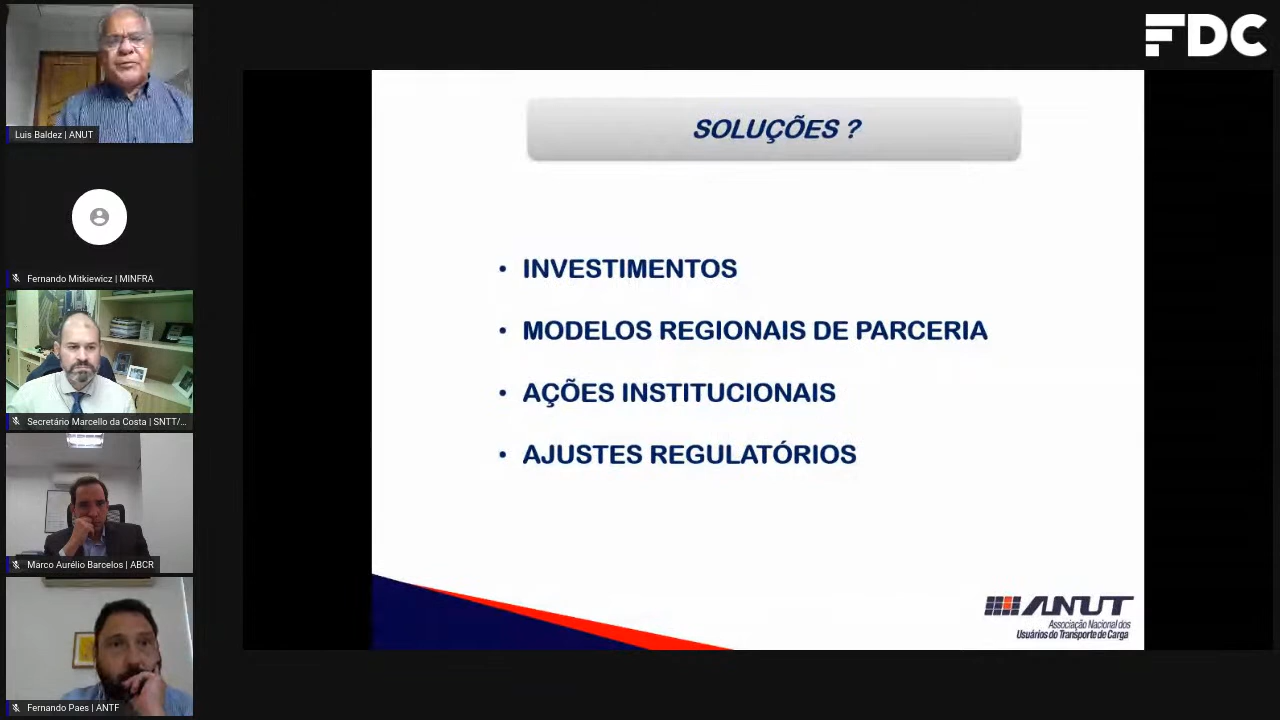 FDC
Luis Baldez | ANUT
Fernando Mitkiewicz | MINFRA
Secretário Marcello da Costa | SNTT/...
Marco Aurélio Barcelos | ABCR
Fernando Paes | ANTF
SOLUÇÕES ?
• INVESTIMENTOS
• MODELOS REGIONAIS DE PARCERIA
• AÇÕES INSTITUCIONAIS
• AJUSTES REGULATÓRIOS
ANUT
Associação Nacional dos
Usuários do Transporte de Carga